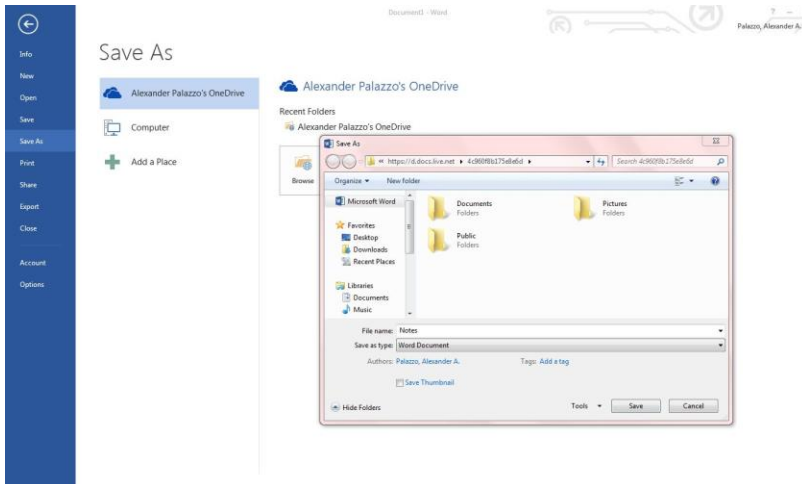 Document1 - Word
? –
Palazzo, Alexander A.
Info
New
Open
Save
Save As
Print
Share
Export
Close
Account
Options
Save As
Alexander Palazzo's OneDrive
Computer
Add a Place
Alexander Palazzo's OneDrive
Recent Folders
Alexander Palazzo's OneDrive
Browse
Save As
« https://d.docs.live.net ▸ 4c960f8b175e8e6d ▸
Search 4c960f8b175e8e6d
Organize
New folder
Microsoft Word
Favorites
Desktop
Downloads
Recent Places
Libraries
Documents
Music
Documents
Folders
Pictures
Folders
Public
Folders
File name: Notes
Save as type: Word Document
Authors: Palazzo, Alexander A.
Tags: Add a tag
Save Thumbnail
Hide Folders
Tools
Save
Cancel